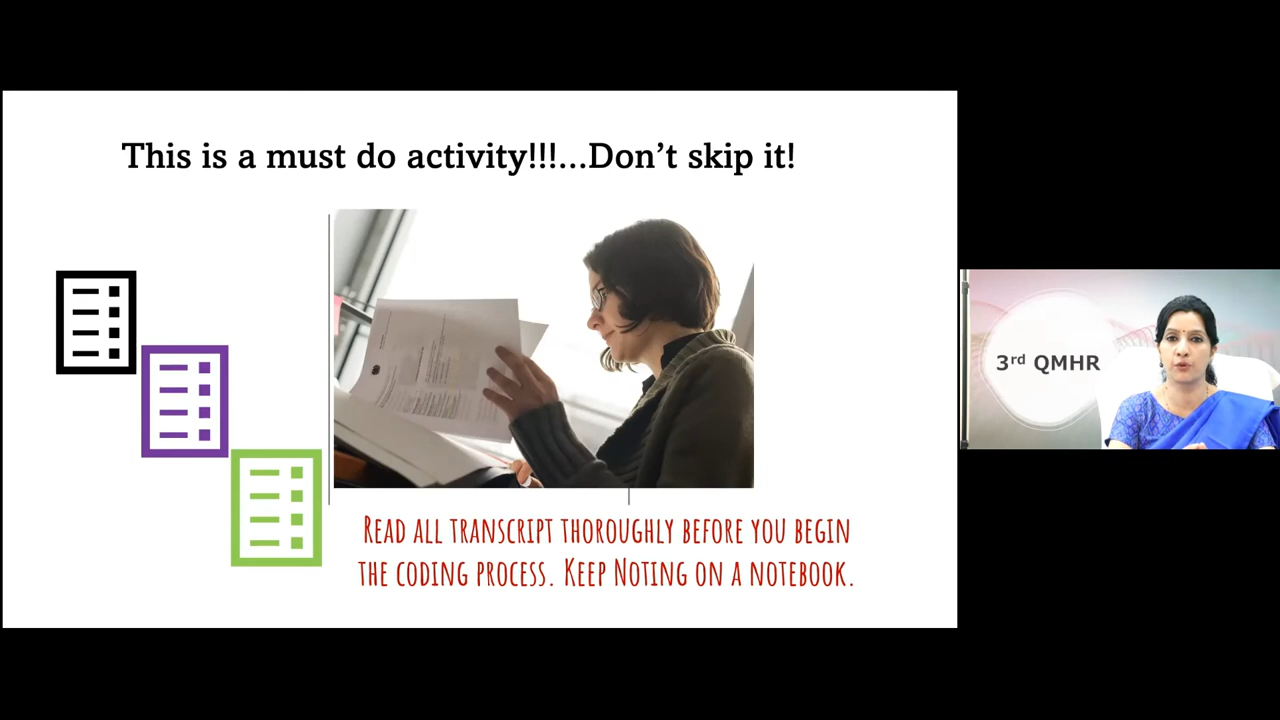 This is a must do activity!!!...Don't skip it!
3rd QMHR
Read all transcript thoroughly before you begin
the coding process. Keep Noting on a notebook.